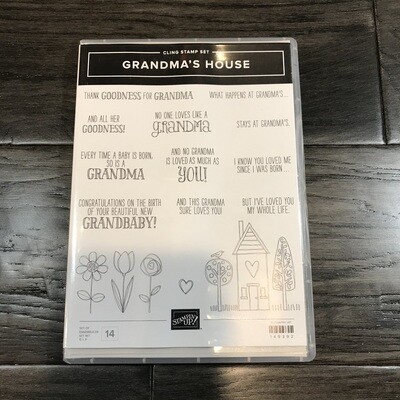 CLING STAMP SET
GRANDMA'S HOUSE
THANK GOODNESS FOR GRANDMA
WHAT HAPPENS AT GRANDMA'S...
AND ALL HER
GOODNESS!
NO ONE LOVES LIKE A
grandma
STAYS AT GRANDMA'S.
EVERY TIME A BABY IS BORN,
SO IS A
GRANDMA
AND NO GRANDMA
IS LOVED AS MUCH AS
YOU!
I KNOW YOU LOVED ME
SINCE I WAS BORN . . .
CONGRATULATIONS ON THE BIRTH
OF YOUR BEAUTIFUL NEW
GRANDBABY!
AND THIS GRANDMA
SURE LOVES YOU!
BUT I'VE LOVED YOU
MY WHOLE LIFE.
14
STAMPIN' UP!